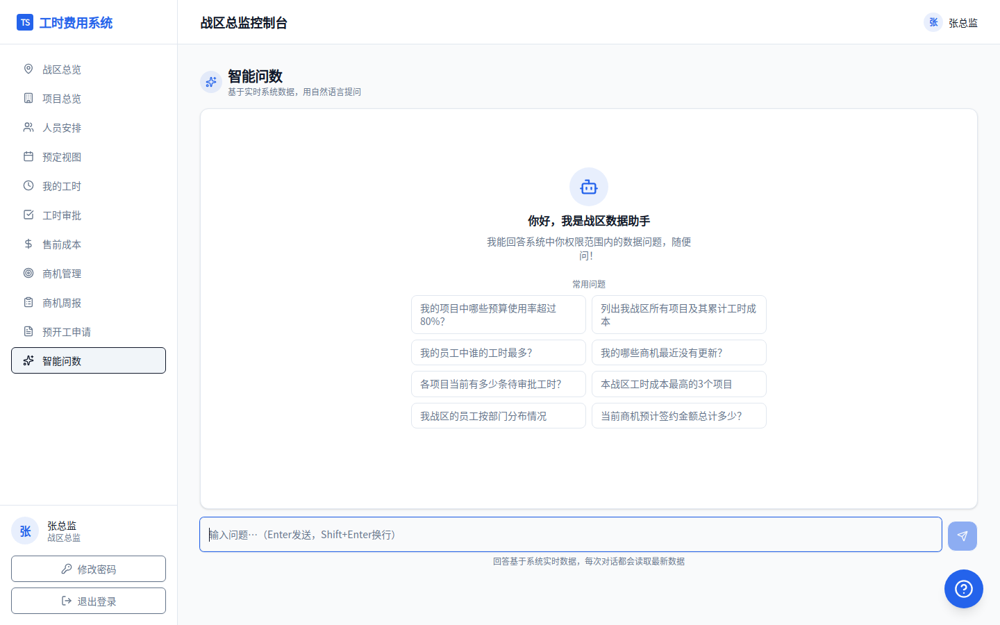 TS 工时费用系统
战区总监控制台
张 张总监
战区总览
项目总览
人员安排
预定视图
我的工时
工时审批
售前成本
商机管理
商机周报
预开工申请
智能问数
张
张总监
战区总监
修改密码
退出登录
智能问数
基于实时系统数据，用自然语言提问
你好，我是战区数据助手
我能回答系统中你权限范围内的数据问题，随便
问！
常用问题
我的项目中哪些预算使用率超过
80%？
列出我战区所有项目及其累计工时成
本
我的员工中谁的工时最多？
我的哪些商机最近没有更新？
各项目当前有多少条待审批工时？
本战区工时成本最高的3个项目
我战区的员工按部门分布情况
当前商机预计签约金额总计多少？
输入问题…（Enter发送，Shift+Enter换行）
回答基于系统实时数据，每次对话都会读取最新数据